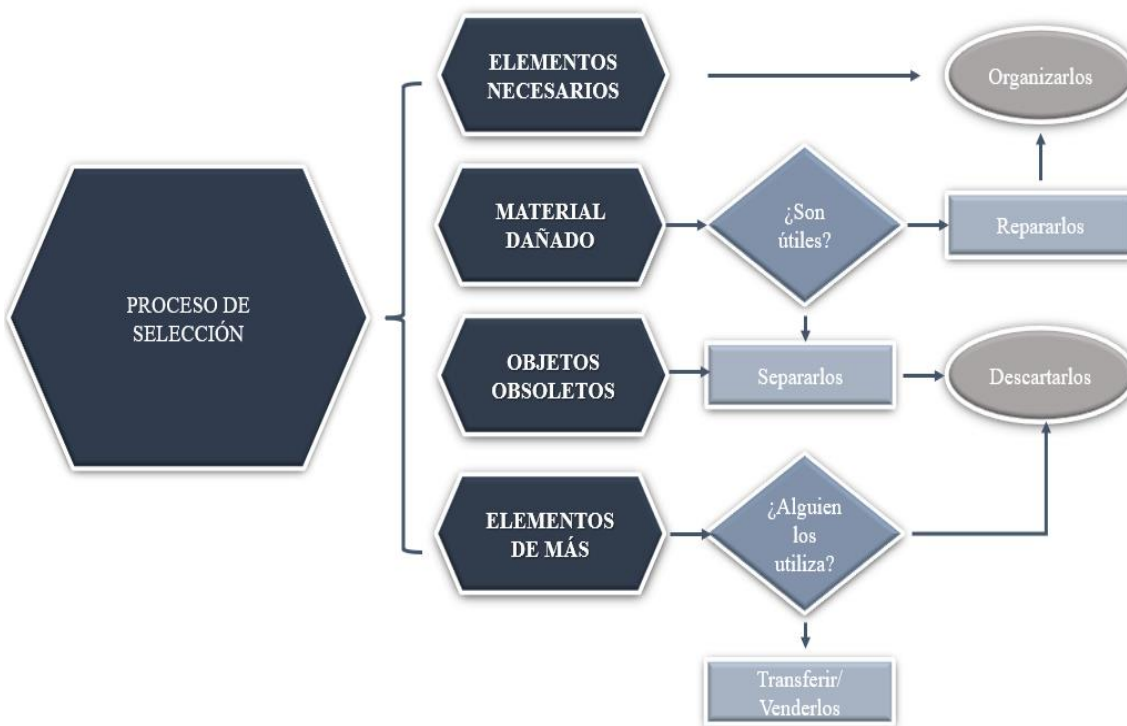 PROCESO DE
SELECCIÓN
ELEMENTOS
NECESARIOS
Organizarlos
MATERIAL
DAÑADO
¿Son
útiles?
Repararlos
OBJETOS
OBSOLETOS
Separarlos
Descartarlos
ELEMENTOS
DE MÁS
¿Alguien
los
utiliza?
Transferir/
Venderlos